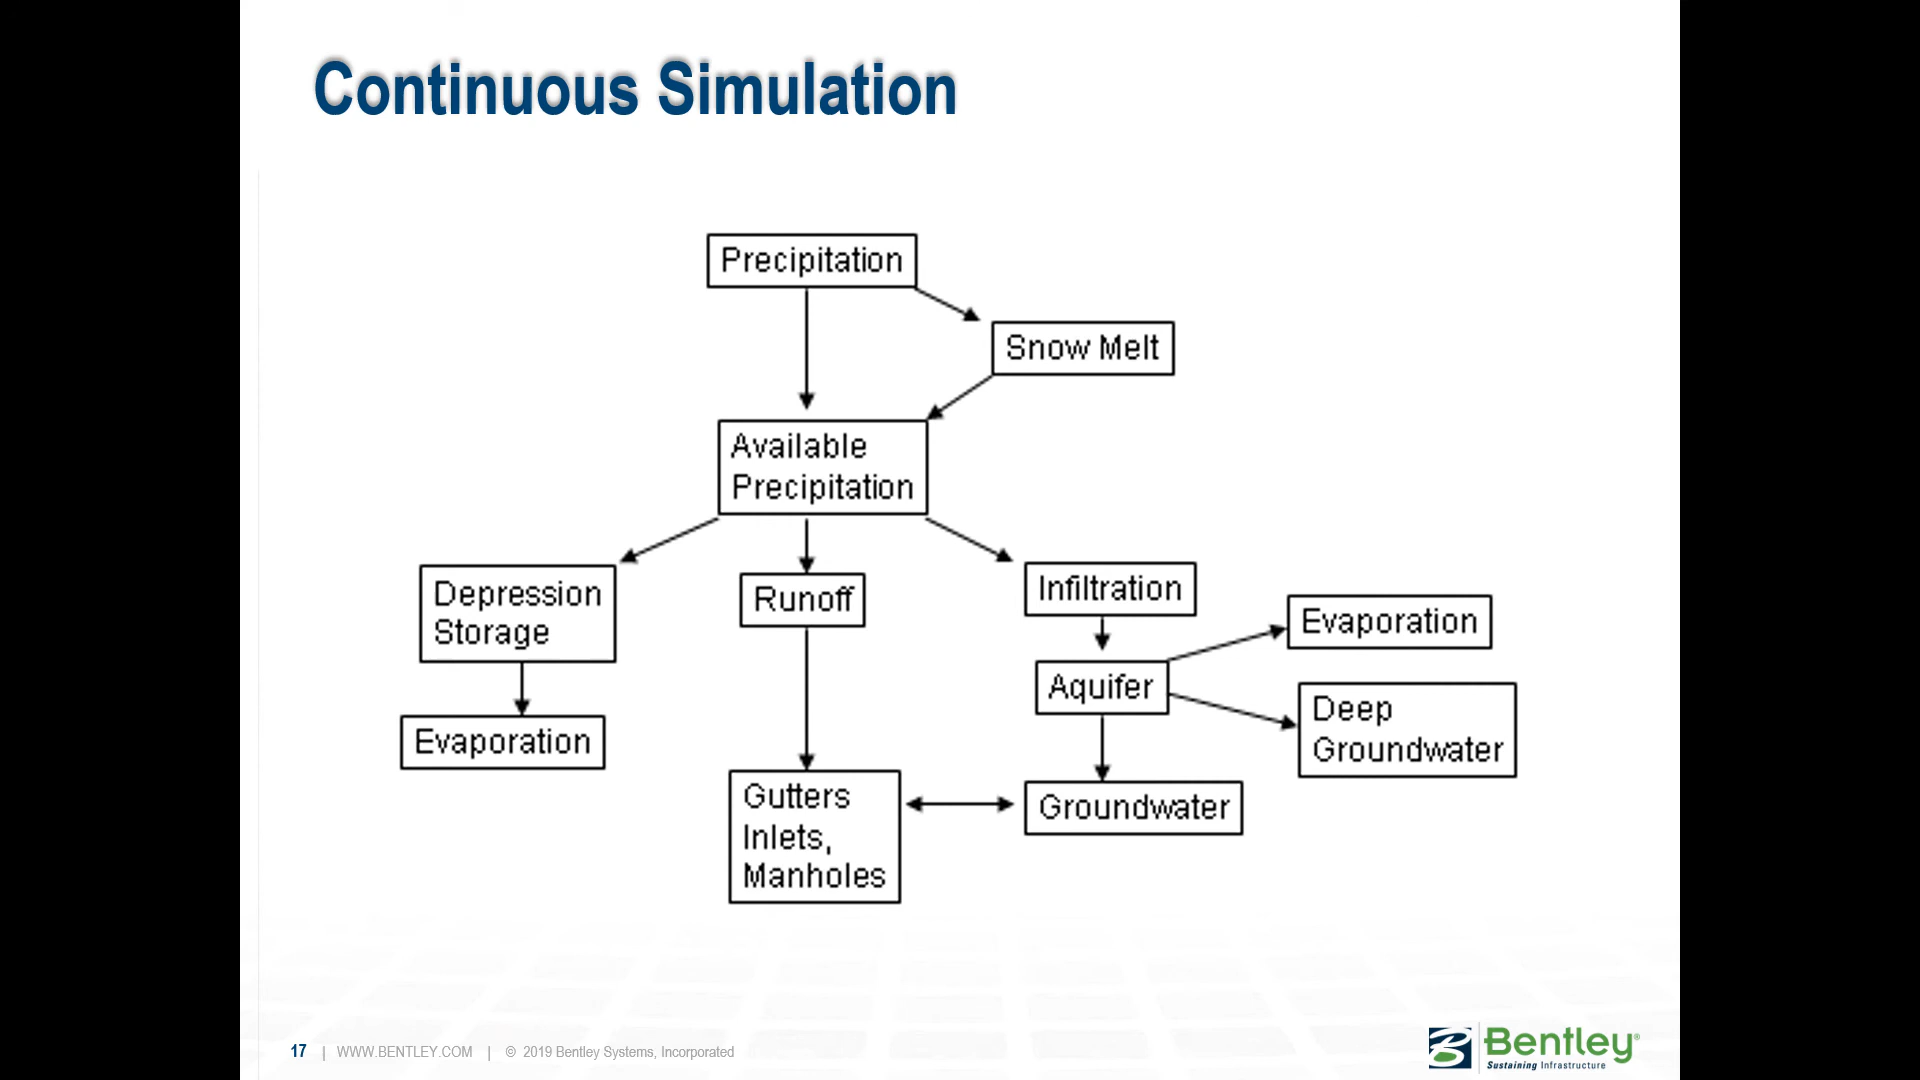 Continuous Simulation
Precipitation
Snow Melt
Available
Precipitation
Depression
Storage
Runoff
Infiltration
Evaporation
Aquifer
Deep
Groundwater
Evaporation
Gutters
Inlets,
Manholes
Groundwater
17 | WWW.BENTLEY.COM | © 2019 Bentley Systems, Incorporated
Bentley®
Sustaining Infrastructure